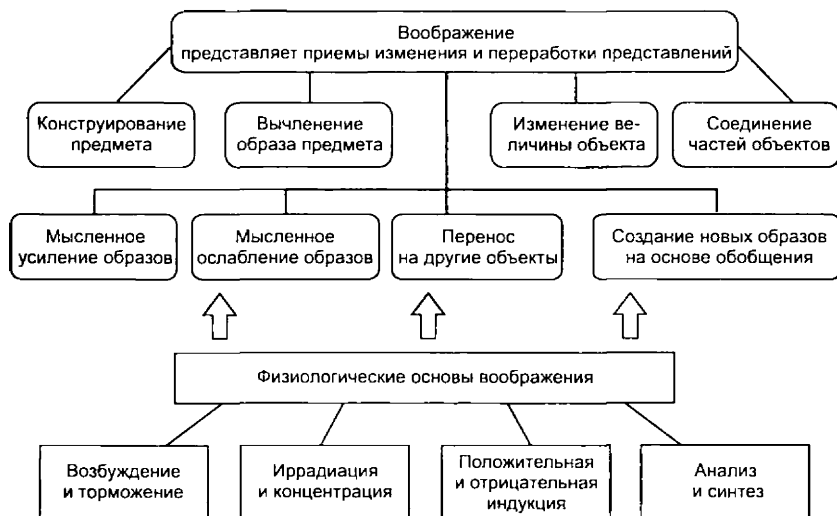 Воображение
представляет приемы изменения и переработки представлений
Конструирование
предмета
Вычленение
образа предмета
Изменение ве-
личины объекта
Соединение
частей объектов
Мысленное
усиление образов
Мысленное
ослабление образов
Перенос
на другие объекты
Создание новых образов
на основе обобщения
Физиологические основы воображения
Возбуждение
и торможение
Иррадиация
и концентрация
Положительная
и отрицательная
индукция
Анализ
и синтез